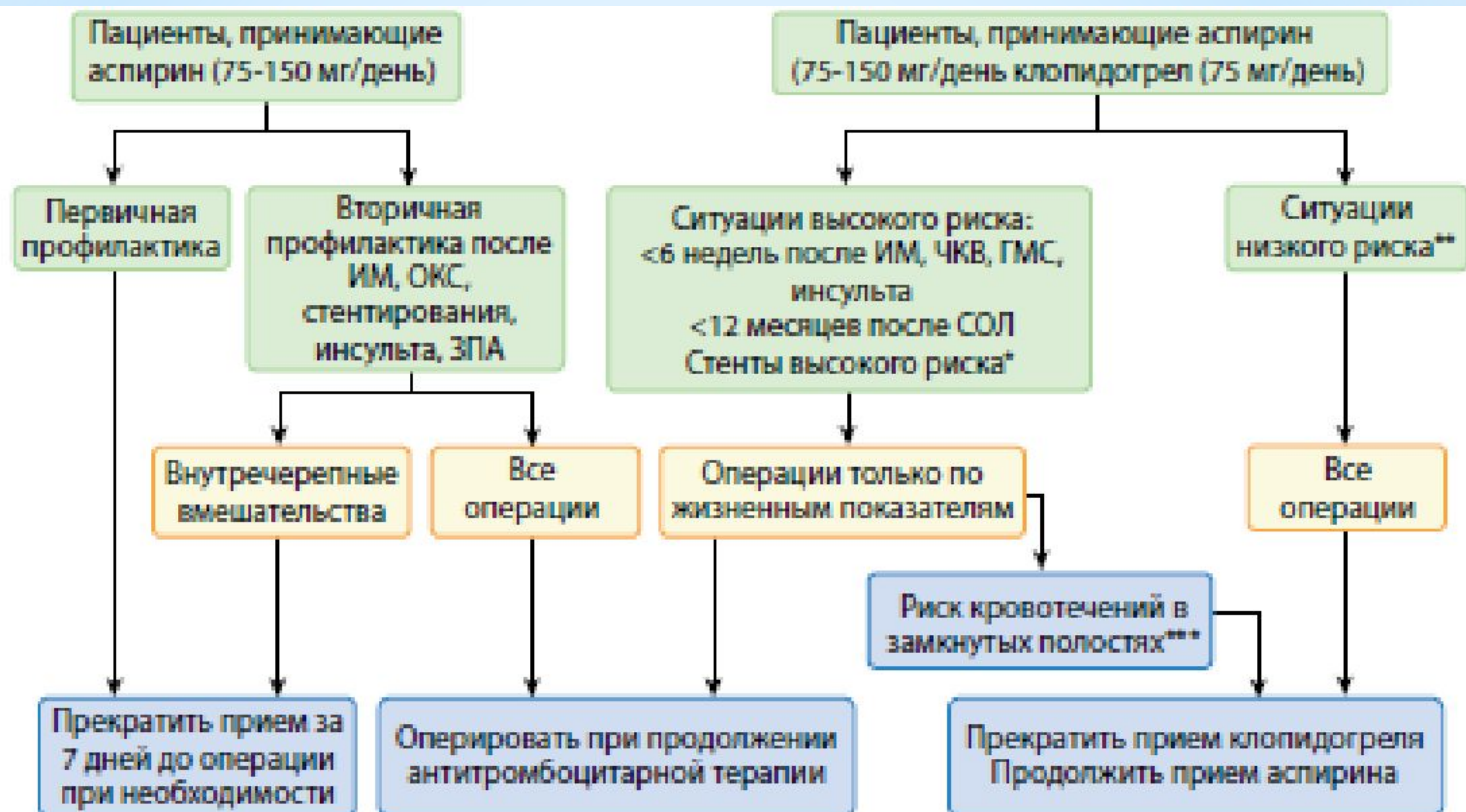 Пациенты, принимающие
аспирин (75-150 мг/день)
Пациенты, принимающие аспирин
(75-150 мг/день клопидогрел (75 мг/день)
Первичная
профилактика
Вторичная
профилактика после
ИМ, ОКС,
стентирования,
инсульта, ЗПА
Ситуации высокого риска:
<6 недель после ИМ, ЧКВ, ГМС,
инсульта
<12 месяцев после СОЛ
Стенты высокого риска*
Ситуации
низкого риска**
Внутречерепные
вмешательства
Все
операции
Операции только по
жизненным показателям
Все
операции
Риск кровотечений в
замкнутых полостях***
Прекратить прием за
7 дней до операции
при необходимости
Оперировать при продолжении
антитромбоцитарной терапии
Прекратить прием клопидогреля
Продолжить прием аспирина